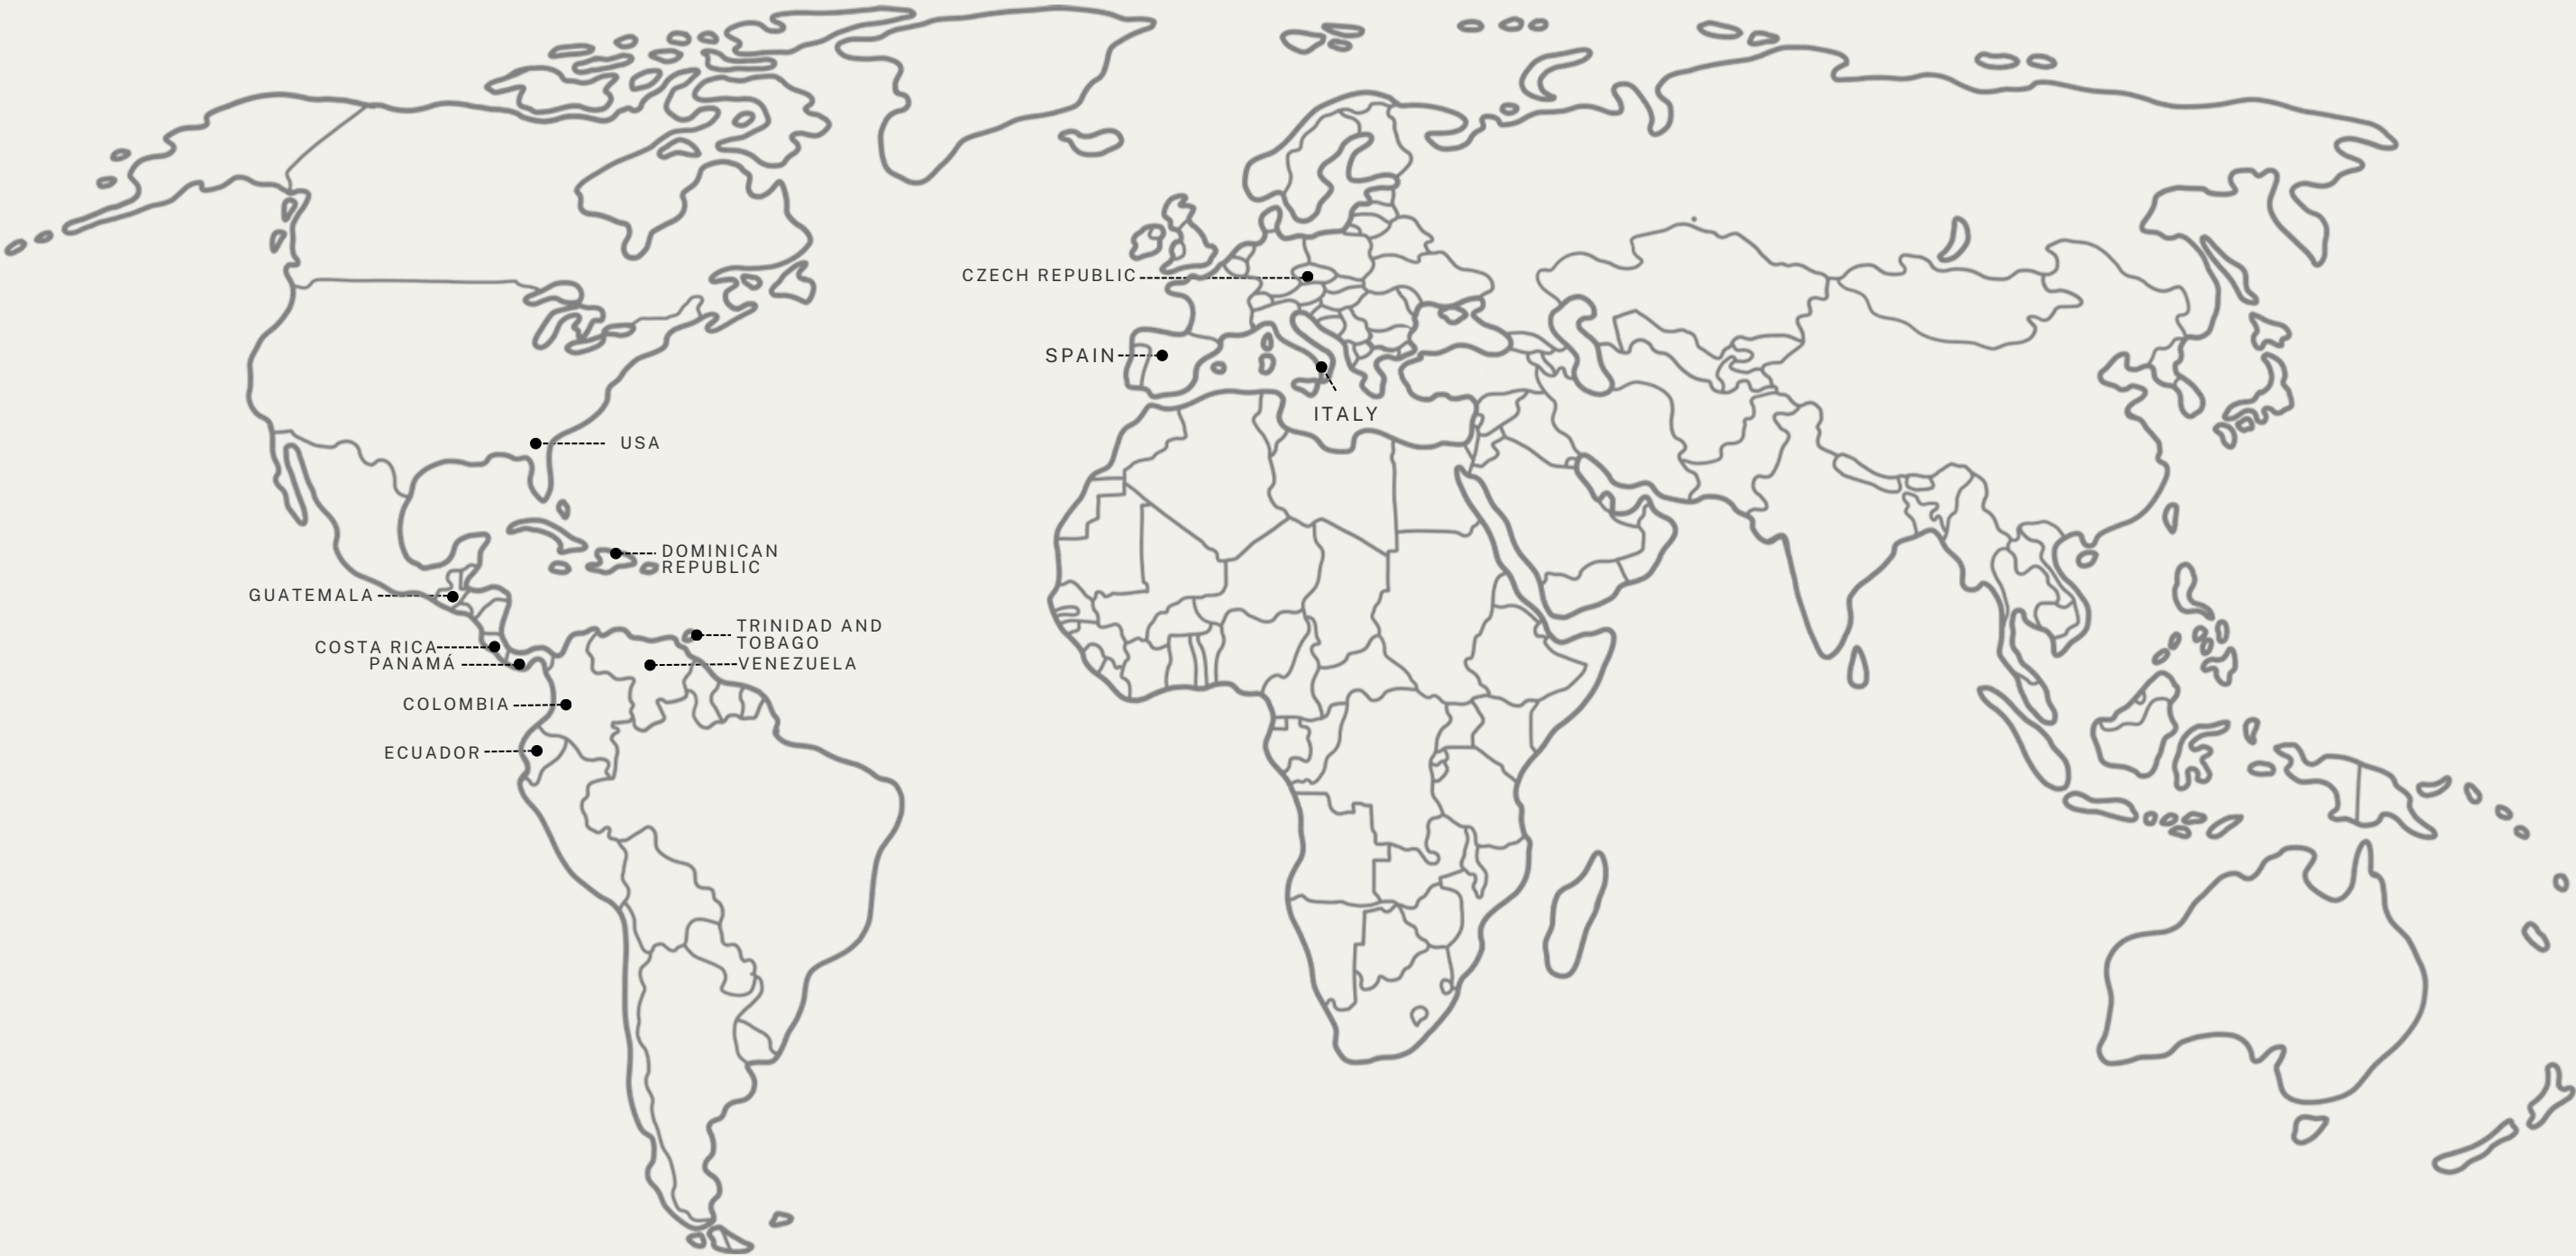 CZECH REPUBLIC
SPAIN
ITALY
USA
DOMINICAN
REPUBLIC
GUATEMALA
TRINIDAD AND
TOBAGO
COSTA RICA
PANAMÁ
VENEZUELA
COLOMBIA
ECUADOR